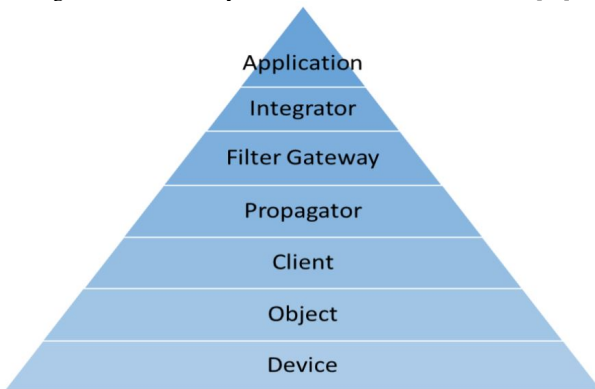 Application
Integrator
Filter Gateway
Propagator
Client
Object
Device